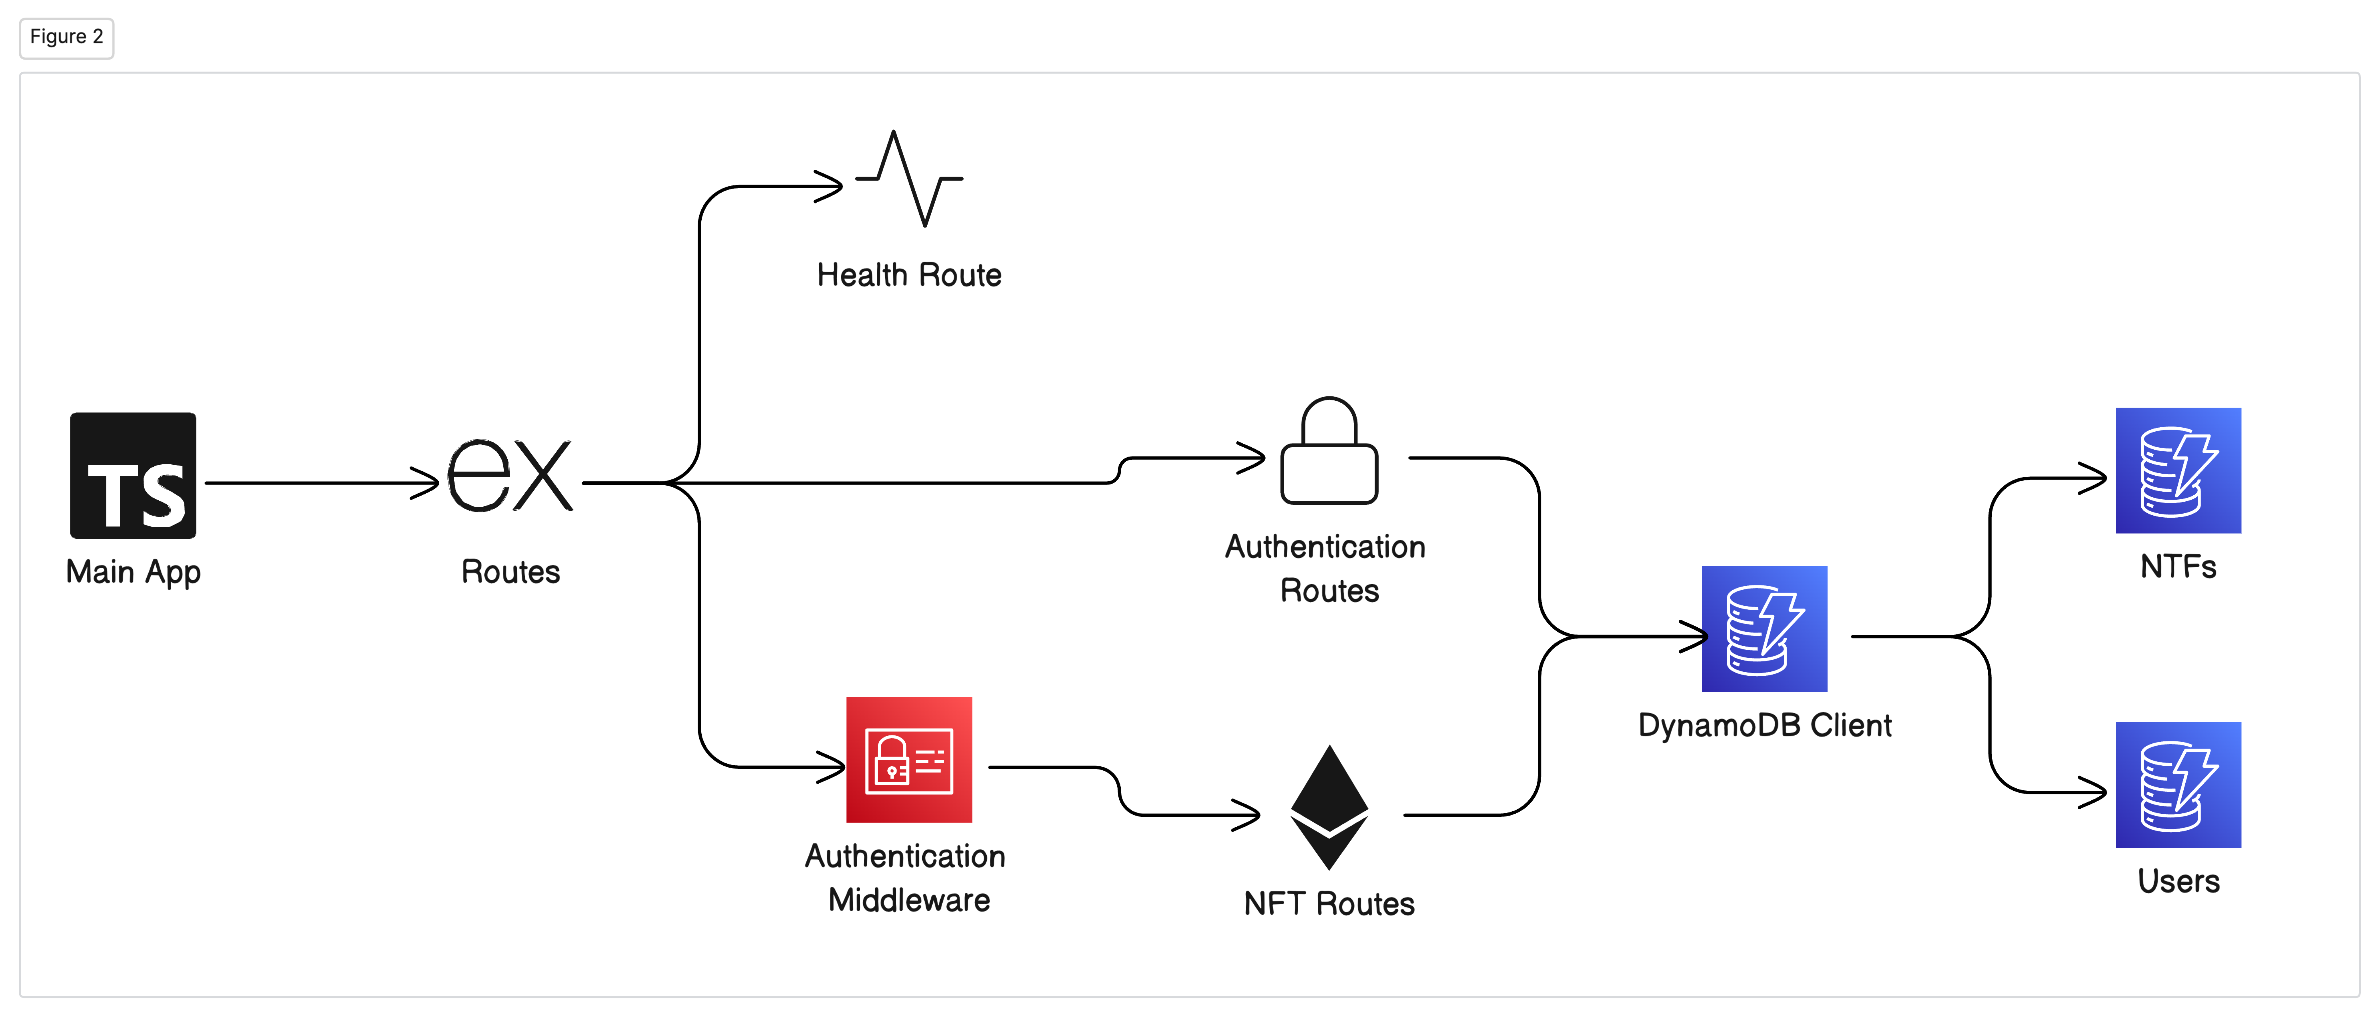 Figure 2
Health Route
TS
Main App
ex
Routes
Authentication
Routes
NTFs
DynamoDB Client
Authentication
Middleware
NFT Routes
Users